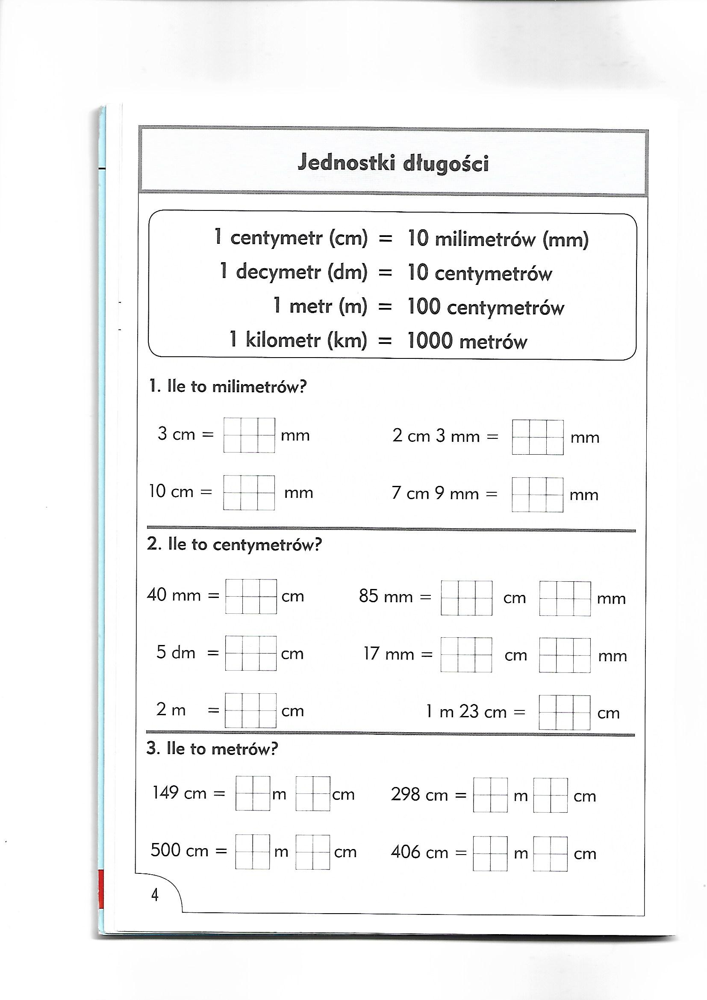 Jednostki długości
1 centymetr (cm) = 10 milimetrów (mm)
1 decymetr (dm) = 10 centymetrów
1 metr (m) = 100 centymetrów
1 kilometr (km) = 1000 metrów
1. Ile to milimetrów?
3 cm = mm 2 cm 3 mm = mm
10 cm = mm 7 cm 9 mm = mm
2. Ile to centymetrów?
40 mm = cm 85 mm = cm mm
5 dm = cm 17 mm = cm mm
2 m = cm 1 m 23 cm = cm
3. Ile to metrów?
149 cm = m cm 298 cm = m cm
500 cm = m cm 406 cm = m cm
4